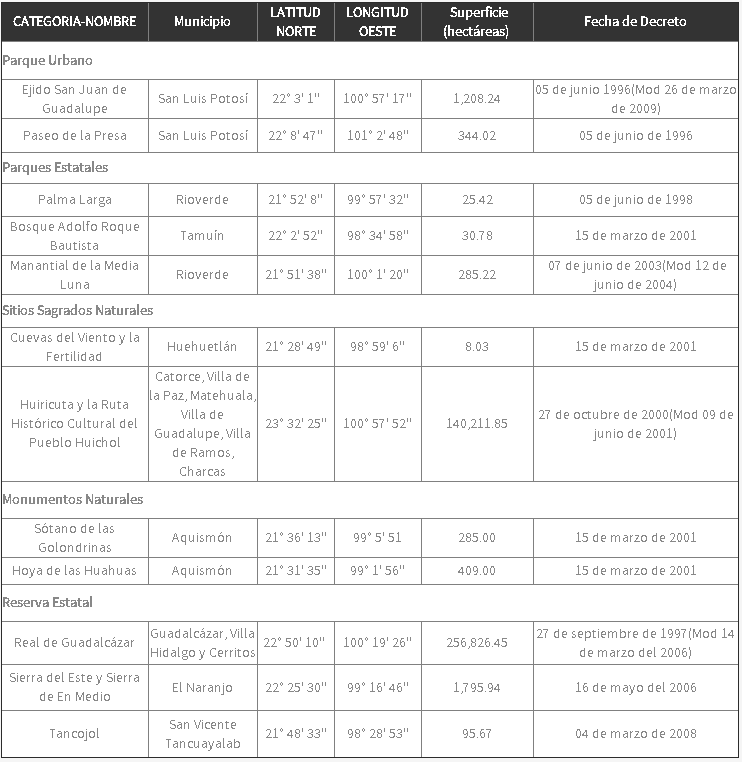 CATEGORIA-NOMBRE Municipio LATITUD NORTE LONGITUD OESTE Superficie (hectáreas) Fecha de Decreto
Parque Urbano
Ejido San Juan de Guadalupe San Luis Potosí 22° 3' 1" 100° 57' 17" 1,208.24 05 de junio 1996(Mod 26 de marzo de 2009)
Paseo de la Presa San Luis Potosí 22° 8' 47" 101° 2' 48" 344.02 05 de junio de 1996
Parques Estatales
Palma Larga Rioverde 21° 52' 8" 99° 57' 32" 25.42 05 de junio de 1998
Bosque Adolfo Roque Bautista Tamuín 22° 2' 52" 98° 34' 58" 30.78 15 de marzo de 2001
Manantial de la Media Luna Rioverde 21° 51' 38" 100° 1' 20" 285.22 07 de junio de 2003(Mod 12 de junio de 2004)
Sitios Sagrados Naturales
Cuevas del Viento y la Fertilidad Huehuetlán 21° 28' 49" 98° 59' 6" 8.03 15 de marzo de 2001
Huiricuta y la Ruta Histórico Cultural del Pueblo Huichol Catorce, Villa de la Paz, Matehuala, Villa de Guadalupe, Villa de Ramos, Charcas 23° 32' 25" 100° 57' 52" 140,211.85 27 de octubre de 2000(Mod 09 de junio de 2001)
Monumentos Naturales
Sótano de las Golondrinas Aquismón 21° 36' 13" 99° 5' 51 285.00 15 de marzo de 2001
Hoya de las Huahuas Aquismón 21° 31' 35" 99° 1' 56" 409.00 15 de marzo de 2001
Reserva Estatal
Real de Guadalcázar Guadalcázar, Villa Hidalgo y Cerritos 22° 50' 10" 100° 19' 26" 256,826.45 27 de septiembre de 1997(Mod 14 de marzo del 2006)
Sierra del Este y Sierra de En Medio El Naranjo 22° 25' 30" 99° 16' 46" 1,795.94 16 de mayo del 2006
Tancojol San Vicente Tancuayalab 21° 48' 33" 98° 28' 53" 95.67 04 de marzo de 2008